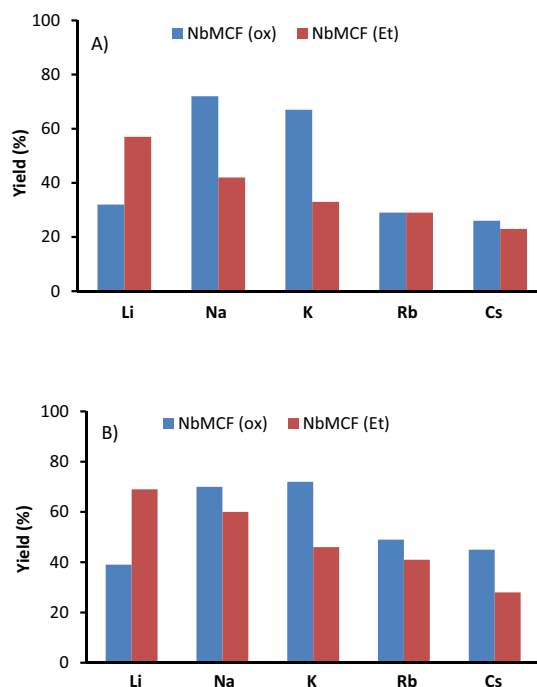 100
A)
NbMCF (ox)
NbMCF (Et)
80
60
40
20
0
Yield (%)
Li
Na
K
Rb
Cs
100
B)
NbMCF (ox)
NbMCF (Et)
80
60
40
20
0
Yield (%)
Li
Na
K
Rb
Cs